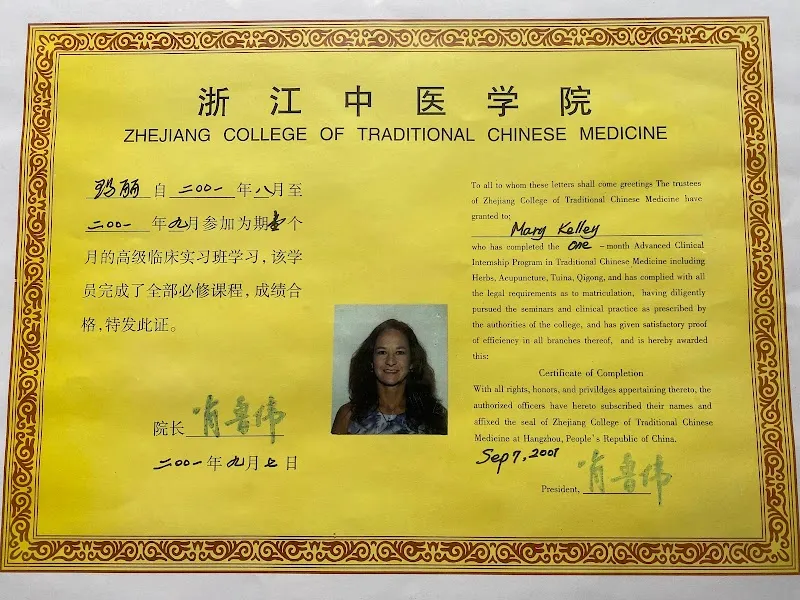 浙江中医学院
ZHEJIANG COLLEGE OF TRADITIONAL CHINESE MEDICINE
玛丽 自 二〇〇一 年 八 月至
二〇〇一 年 九 月参加为期 壹 个
月的高级临床实习班学习，该学
员完成了全部必修课程，成绩合
格，特发此证。
院长 肖鲁伟
二〇〇一 年 九 月 七 日
To all to whom these letters shall come greetings The trustees
of Zhejiang College of Traditional Chinese Medicine have
granted to:
Mary Kelley
who has completed the one -month Advanced Clinical
Internship Program in Traditional Chinese Medicine including
Herbs, Acupuncture, Tuina, Qigong, and has complied with all
the legal requirements as to matriculation, having diligently
pursued the seminars and clinical practice as prescribed by
the authorities of the college, and has given satisfactory proof
of efficiency in all branches thereof, and is hereby awarded
this:
Certificate of Completion
With all rights, honors, and privildges appertaining thereto, the
authorized officers have hereto subscribed their names and
affixed the seal of Zhejiang College of Traditional Chinese
Medicine at Hangzhou, People's Republic of China.
Sep 7, 2001
President, 肖鲁伟